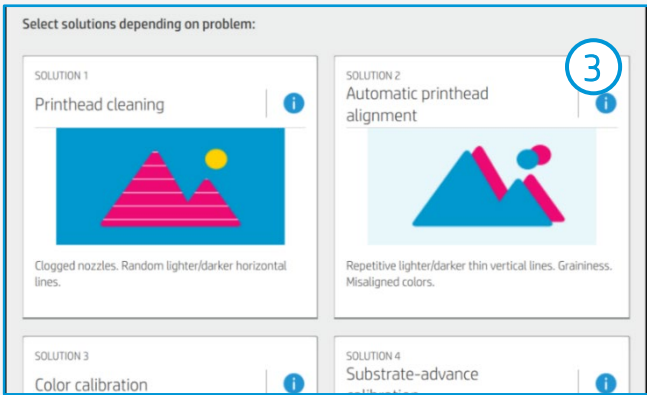 Select solutions depending on problem:
SOLUTION 1
Printhead cleaning
i
Clogged nozzles. Random lighter/darker horizontal
lines.
SOLUTION 2
3
Automatic printhead
alignment
i
Repetitive lighter/darker thin vertical lines. Graininess.
Misaligned colors.
SOLUTION 3
Color calibration
i
SOLUTION 4
Substrate-advance
calibration
i